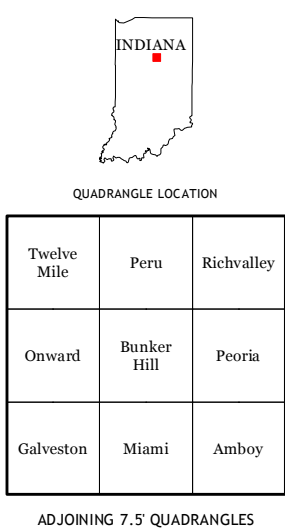 INDIANA
QUADRANGLE LOCATION
Twelve
Mile
Peru
Richvalley
Onward
Bunker
Hill
Peoria
Galveston
Miami
Amboy
ADJOINING 7.5' QUADRANGLES